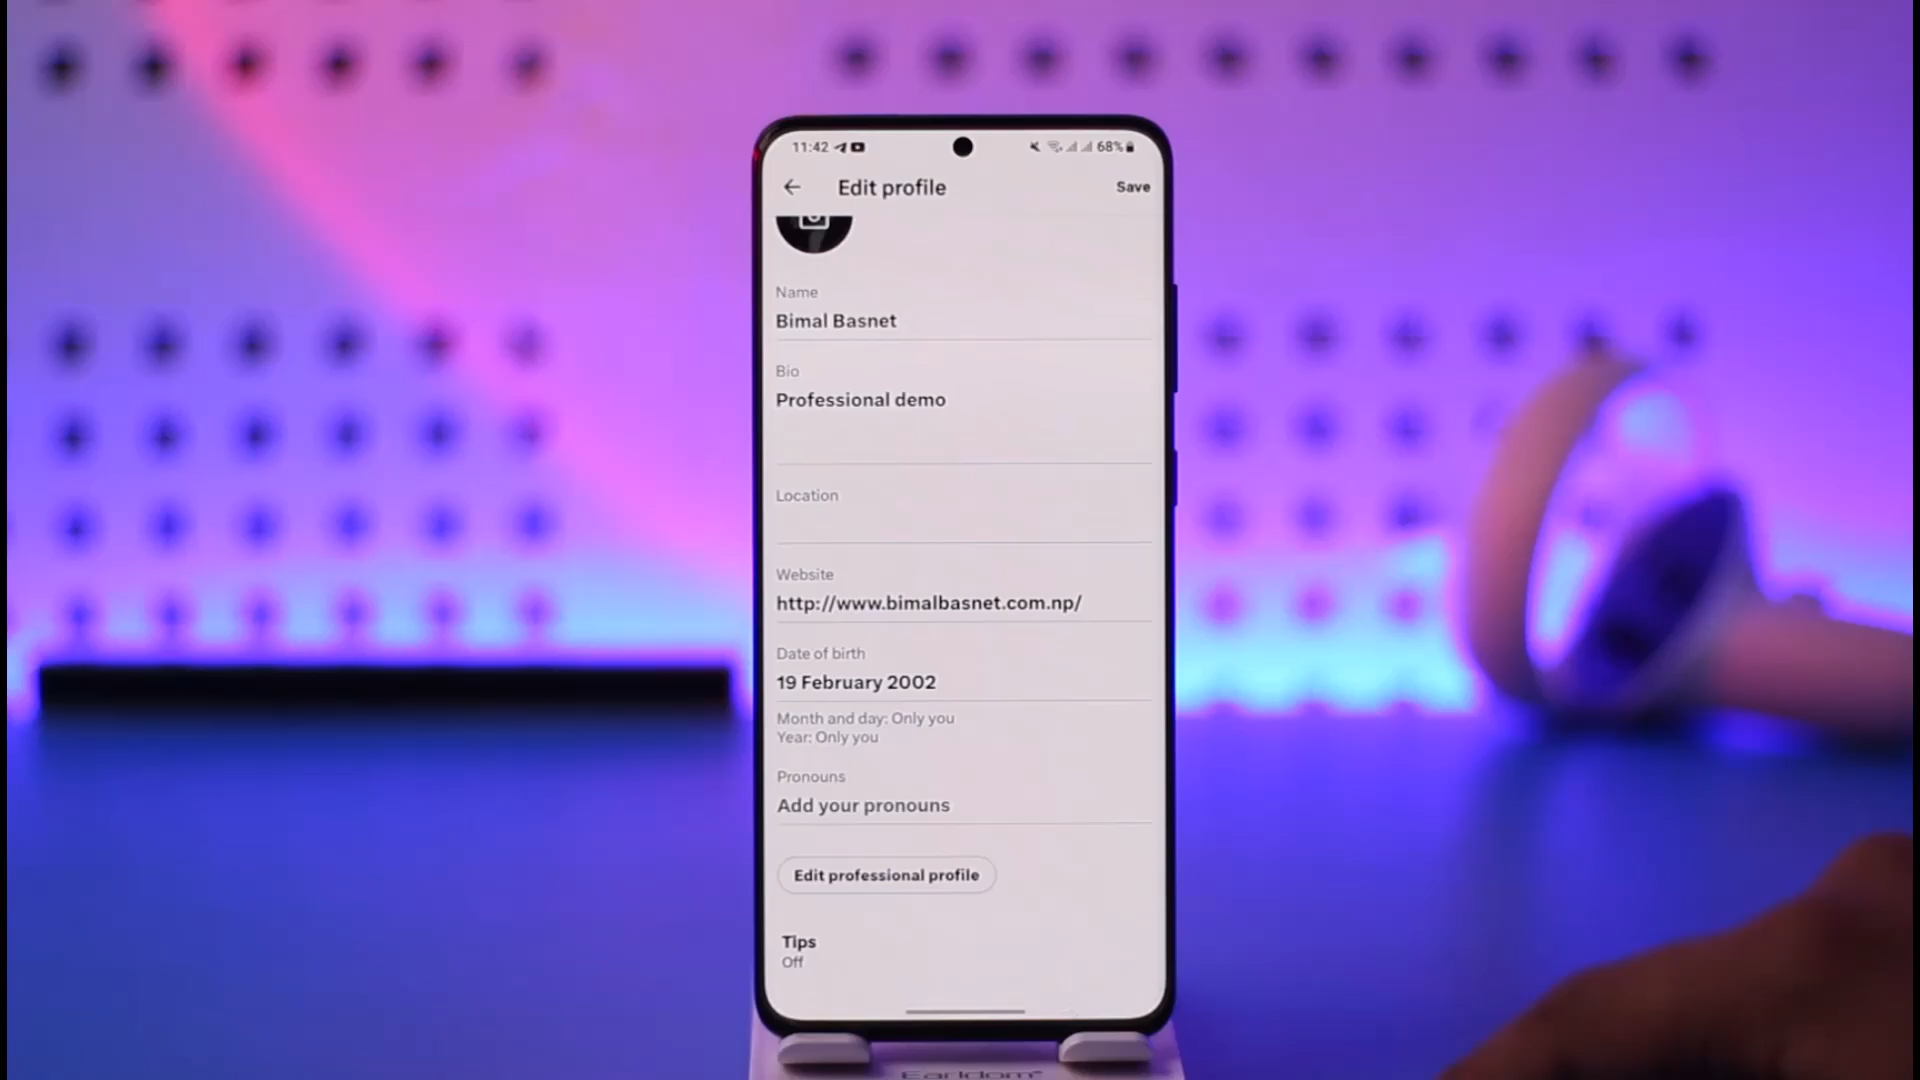 11:42
68%
Edit profile
Save
Name
Bimal Basnet
Bio
Professional demo
Location
Website
http://www.bimalbasnet.com.np/
Date of birth
19 February 2002
Month and day: Only you
Year: Only you
Pronouns
Add your pronouns
Edit professional profile
Tips
Off
Earldom